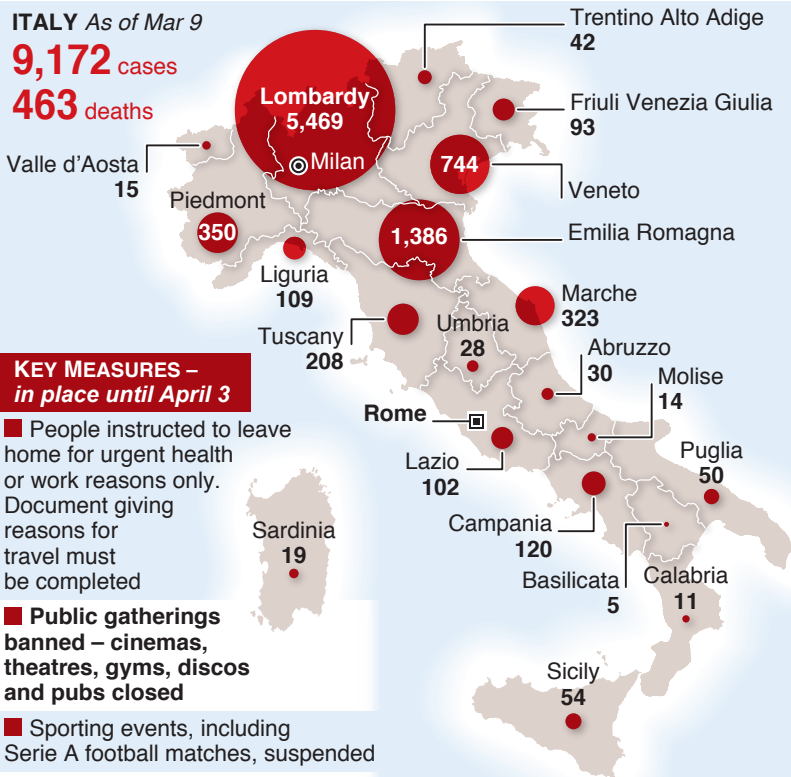 ITALY As of Mar 9
9,172 cases
463 deaths
Trentino Alto Adige
42
Friuli Venezia Giulia
93
Lombardy
5,469
Milan
Valle d'Aosta
15
744
Veneto
Piedmont
350
1,386
Emilia Romagna
Liguria
109
Marche
323
Tuscany
208
Umbria
28
Abruzzo
30
Molise
14
Rome
Lazio
102
Puglia
50
Campania
120
Basilicata
5
Calabria
11
Sardinia
19
Sicily
54
KEY MEASURES –
in place until April 3
People instructed to leave
home for urgent health
or work reasons only.
Document giving
reasons for
travel must
be completed
Public gatherings
banned – cinemas,
theatres, gyms, discos
and pubs closed
Sporting events, including
Serie A football matches, suspended